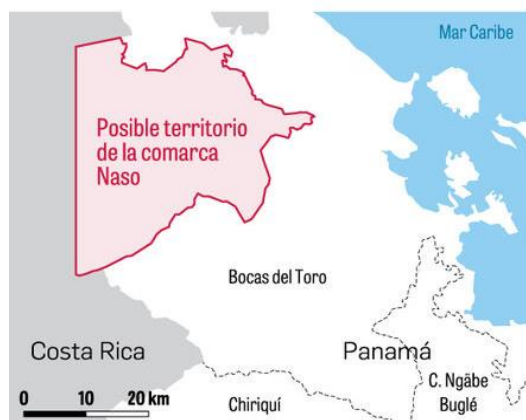 Mar Caribe
Posible territorio
de la comarca
Naso
Bocas del Toro
Costa Rica
Panamá
0 10 20 km
Chiriquí
C. Ngäbe
Buglé